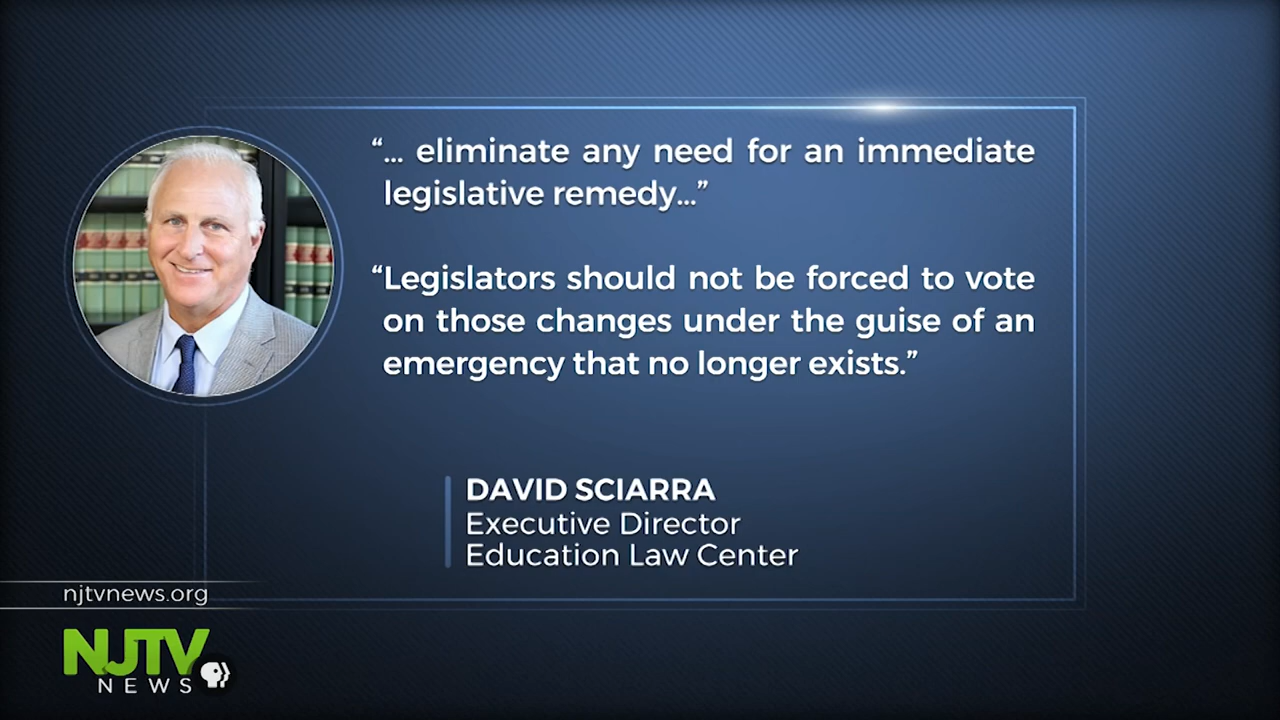 “... eliminate any need for an immediate
legislative remedy...”
“Legislators should not be forced to vote
on those changes under the guise of an
emergency that no longer exists.”
DAVID SCIARRA
Executive Director
Education Law Center
njtvnews.org
NJTV
NEWS